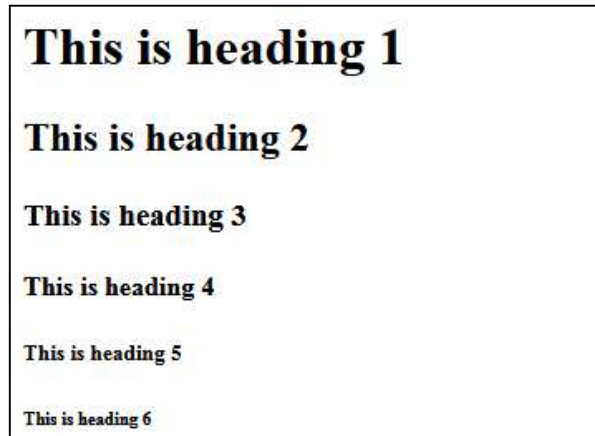 This is heading 1
This is heading 2
This is heading 3
This is heading 4
This is heading 5
This is heading 6